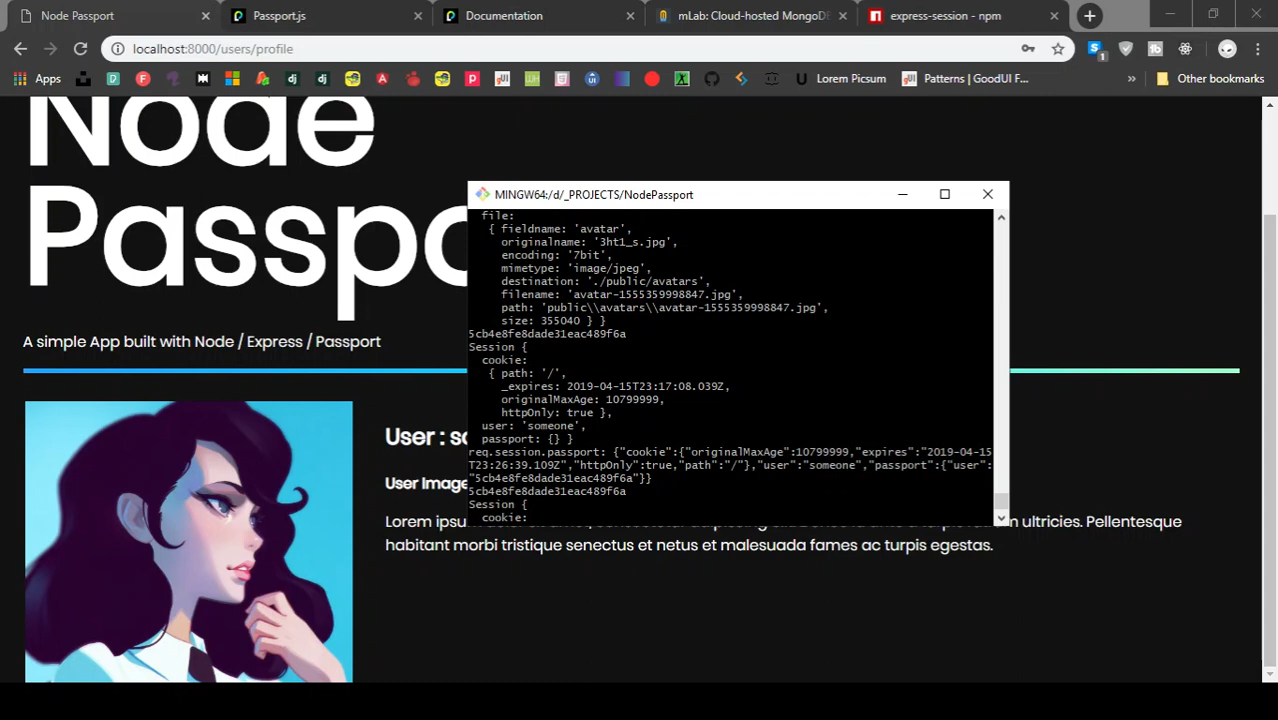 Node Passport
Passport.js
Documentation
mLab: Cloud-hosted MongoDB
express-session - npm
localhost:8000/users/profile
Apps
Lorem Picsum
Patterns | GoodUI F...
Other bookmarks
Node
Passpo
A simple App built with Node / Express / Passport
MINGW64:/d/_PROJECTS/NodePassport
file:
{ fieldname: 'avatar',
originalname: '3ht1_s.jpg',
encoding: '7bit',
mimetype: 'image/jpeg',
destination: './public/avatars',
filename: 'avatar-1555359998847.jpg',
path: 'public\\avatars\\avatar-1555359998847.jpg',
size: 355040 } }
5cb4e8fe8dade31eac489f6a
Session {
cookie:
{ path: '/',
_expires: 2019-04-15T23:17:08.039Z,
originalMaxAge: 10799999,
httpOnly: true },
user: 'someone',
passport: {} }
req.session.passport: {"cookie":{"originalMaxAge":10799999,"expires":"2019-04-15
T23:26:39.109Z","httpOnly":true,"path":"/"},"user":"someone","passport":{"user":
"5cb4e8fe8dade31eac489f6a"}}
5cb4e8fe8dade31eac489f6a
Session {
cookie:
User : so
User Image
Lorem ipsu
m ultricies. Pellentesque
habitant morbi tristique senectus et netus et malesuada fames ac turpis egestas.